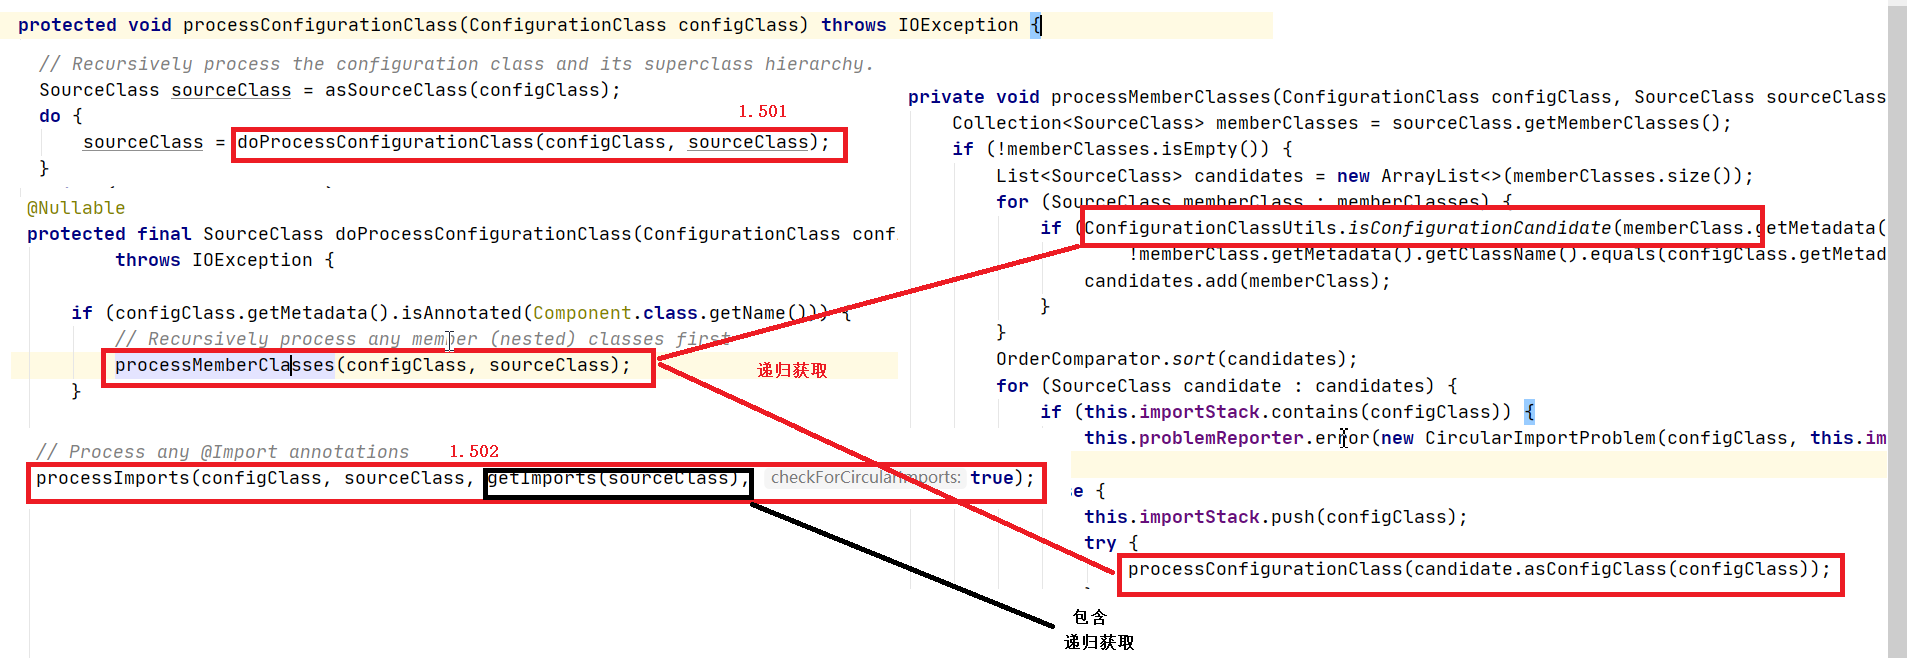 protected void processConfigurationClass(ConfigurationClass configClass) throws IOException {
// Recursively process the configuration class and its superclass hierarchy.
SourceClass sourceClass = asSourceClass(configClass);
do {
1.501
sourceClass = doProcessConfigurationClass(configClass, sourceClass);
}
@Nullable
protected final SourceClass doProcessConfigurationClass(ConfigurationClass conf
throws IOException {
if (configClass.getMetadata().isAnnotated(Component.class.getName())) {
// Recursively process any member (nested) classes first
processMemberClasses(configClass, sourceClass);
递归获取
}
// Process any @Import annotations
1.502
processImports(configClass, sourceClass, getImports(sourceClass), checkForCircularImports: true);
private void processMemberClasses(ConfigurationClass configClass, SourceClass sourceClass
Collection<SourceClass> memberClasses = sourceClass.getMemberClasses();
if (!memberClasses.isEmpty()) {
List<SourceClass> candidates = new ArrayList<>(memberClasses.size());
for (SourceClass memberClass : memberClasses) {
if (ConfigurationClassUtils.isConfigurationCandidate(memberClass.getMetadata(
!memberClass.getMetadata().getClassName().equals(configClass.getMetad
candidates.add(memberClass);
}
}
OrderComparator.sort(candidates);
for (SourceClass candidate : candidates) {
if (this.importStack.contains(configClass)) {
this.problemReporter.error(new CircularImportProblem(configClass, this.im
se {
this.importStack.push(configClass);
try {
processConfigurationClass(candidate.asConfigClass(configClass));
包含
递归获取